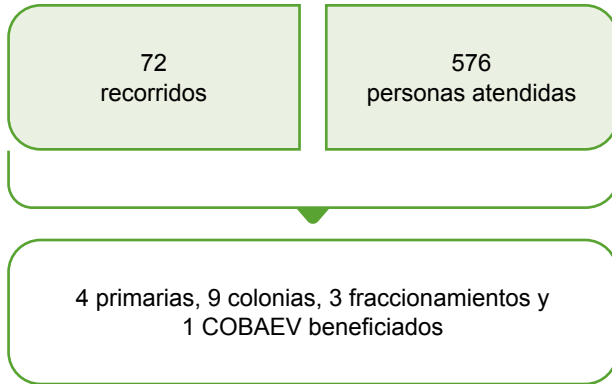 72
recorridos
576
personas atendidas
4 primarias, 9 colonias, 3 fraccionamientos y
1 COBAEV beneficiados